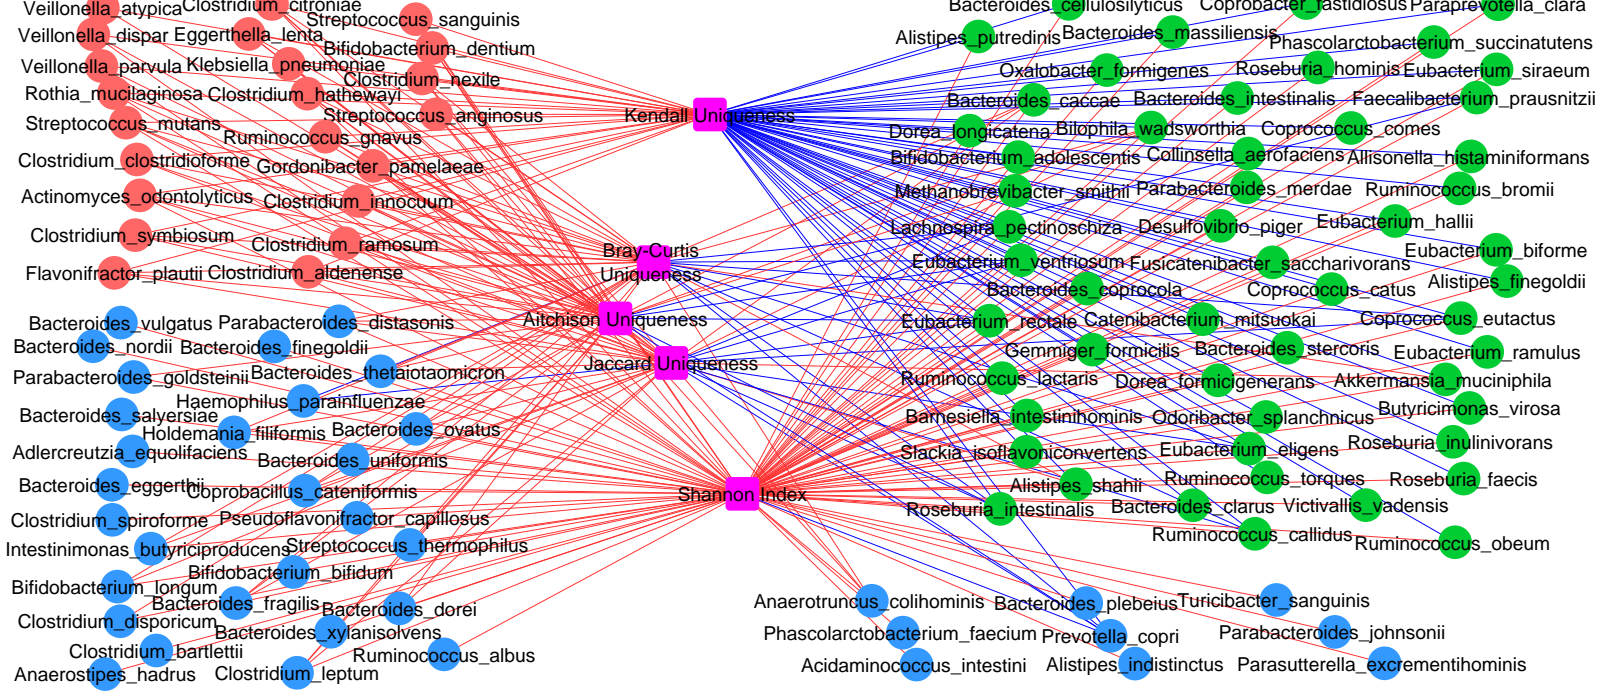 Veillonella_atypica
Clostridium_citroniae
Streptococcus_sanguinis
Veillonella_dispar
Eggerthella_lenta
Bifidobacterium_dentium
Veillonella_parvula
Klebsiella_pneumoniae
Clostridium_nexile
Rothia_mucilaginosa
Clostridium_hathewayi
Streptococcus_anginosus
Streptococcus_mutans
Ruminococcus_gnavus
Clostridium_clostridioforme
Gordonibacter_pamelaeae
Actinomyces_odontolyticus
Clostridium_innocuum
Clostridium_symbiosum
Clostridium_ramosum
Flavonifractor_plautii
Clostridium_aldenense
Bacteroides_vulgatus
Parabacteroides_distasonis
Bacteroides_nordii
Bacteroides_finegoldii
Parabacteroides_goldsteinii
Bacteroides_thetaiotaomicron
Haemophilus_parainfluenzae
Bacteroides_salyersiae
Holdemania_filiformis
Bacteroides_ovatus
Adlercreutzia_equolifaciens
Bacteroides_uniformis
Bacteroides_eggerthii
Coprobacillus_cateniformis
Clostridium_spiroforme
Pseudoflavonifractor_capillosus
Intestinimonas_butyriciproducens
Streptococcus_thermophilus
Bifidobacterium_bifidum
Bifidobacterium_longum
Bacteroides_fragilis
Bacteroides_dorei
Clostridium_disporicum
Bacteroides_xylanisolvens
Clostridium_bartlettii
Ruminococcus_albus
Anaerostipes_hadrus
Clostridium_leptum
Kendall Uniqueness
Bray-Curtis
Uniqueness
Aitchison Uniqueness
Jaccard Uniqueness
Shannon Index
Bacteroides_cellulosilyticus
Coprobacter_fastidiosus
Paraprevotella_clara
Alistipes_putredinis
Bacteroides_massiliensis
Phascolarctobacterium_succinatutens
Oxalobacter_formigenes
Roseburia_hominis
Eubacterium_siraeum
Bacteroides_caccae
Bacteroides_intestinalis
Faecalibacterium_prausnitzii
Dorea_longicatena
Bilophila_wadsworthia
Coprococcus_comes
Bifidobacterium_adolescentis
Collinsella_aerofaciens
Allisonella_histaminiformans
Methanobrevibacter_smithii
Parabacteroides_merdae
Ruminococcus_bromii
Lachnospira_pectinoschiza
Desulfovibrio_piger
Eubacterium_hallii
Eubacterium_ventriosum
Fusicatenibacter_saccharivorans
Eubacterium_biforme
Bacteroides_coprocola
Coprococcus_catus
Alistipes_finegoldii
Eubacterium_rectale
Catenibacterium_mitsuokai
Coprococcus_eutactus
Gemmiger_formicilis
Bacteroides_stercoris
Eubacterium_ramulus
Ruminococcus_lactaris
Dorea_formicigenerans
Akkermansia_muciniphila
Barnesiella_intestinihominis
Odoribacter_splanchnicus
Butyricimonas_virosa
Slackia_isoflavoniconvertens
Eubacterium_eligens
Roseburia_inulinivorans
Alistipes_shahii
Ruminococcus_torques
Roseburia_faecis
Roseburia_intestinalis
Bacteroides_clarus
Victivallis_vadensis
Ruminococcus_callidus
Ruminococcus_obeum
Anaerotruncus_colihominis
Bacteroides_plebeius
Turicibacter_sanguinis
Phascolarctobacterium_faecium
Prevotella_copri
Parabacteroides_johnsonii
Acidaminococcus_intestini
Alistipes_indistinctus
Parasutterella_excrementihominis